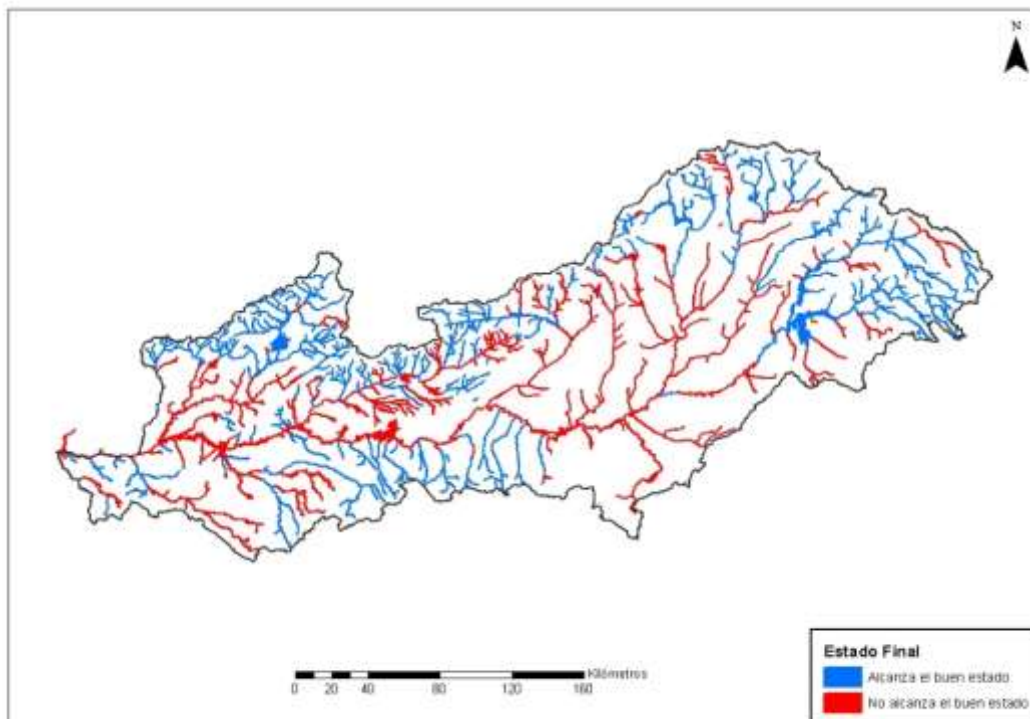 N
Kilómetros
0 20 40 80 120 160
Estado Final
Alcanza el buen estado
No alcanza el buen estado